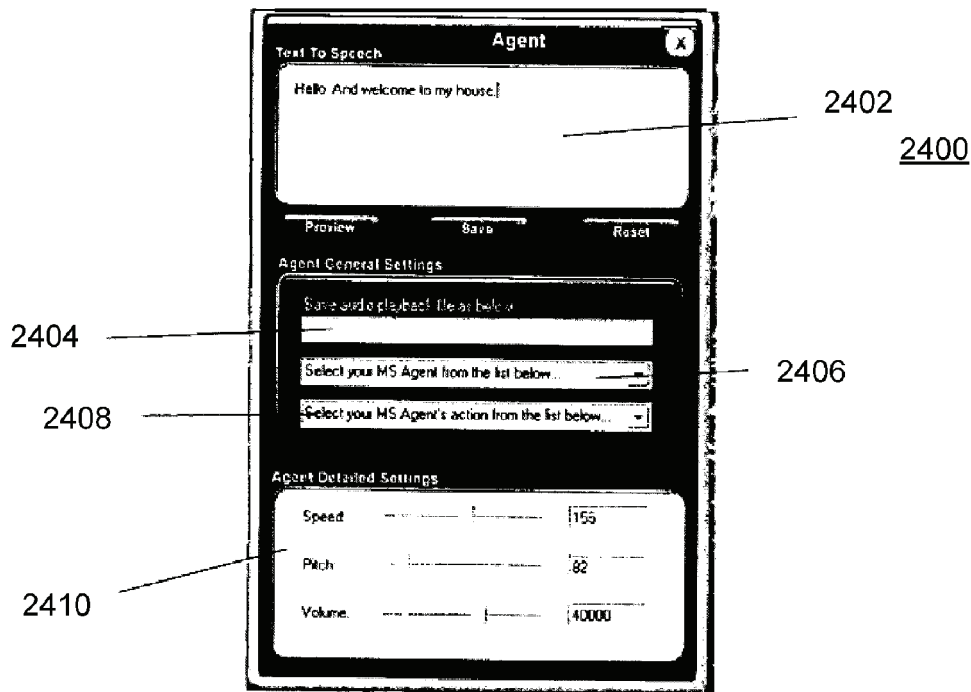 Agent
X
Text To Speech
Hello. And welcome to my house.
2402
2400
Preview Save Reset
Agent General Settings
Save audio playback file as below
2404
Select your MS Agent from the list below...
2406
2408
Select your MS Agent's action from the list below...
Agent Detailed Settings
Speed 155
Pitch 82
2410
Volume. 40000